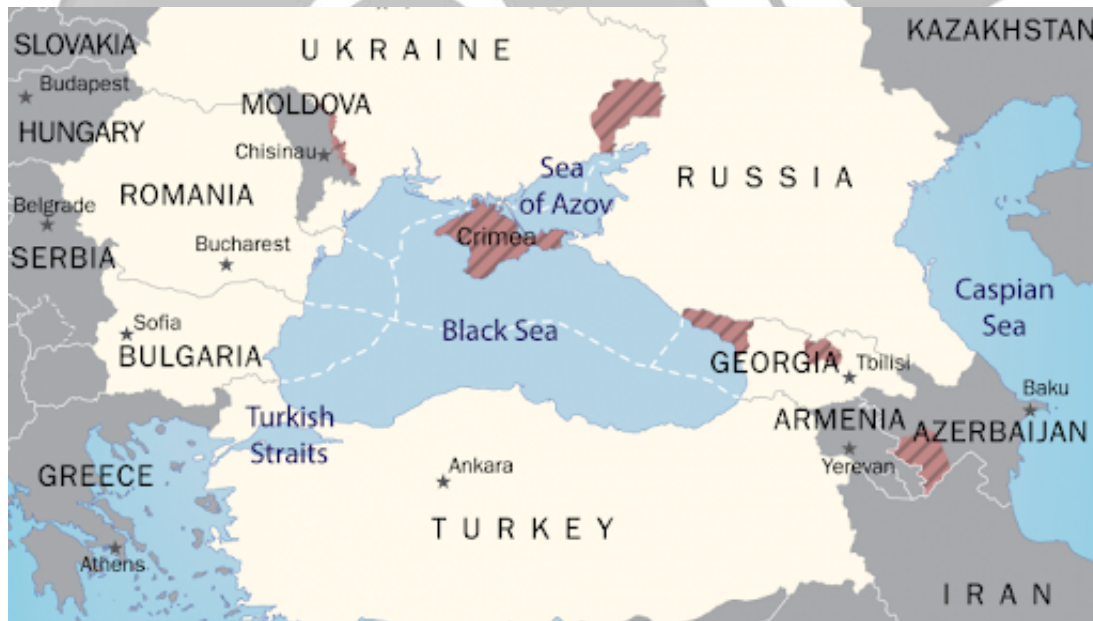 SLOVAKIA
UKRAINE
KAZAKHSTAN
Budapest
HUNGARY
MOLDOVA
Chisinau
Sea
of Azov
RUSSIA
ROMANIA
Belgrade
SERBIA
Bucharest
Crimea
Caspian
Sea
Sofia
BULGARIA
Black Sea
GEORGIA
Tbilisi
Baku
Turkish
Straits
ARMENIA
AZERBAIJAN
GREECE
Ankara
Yerevan
TURKEY
Athens
IRAN